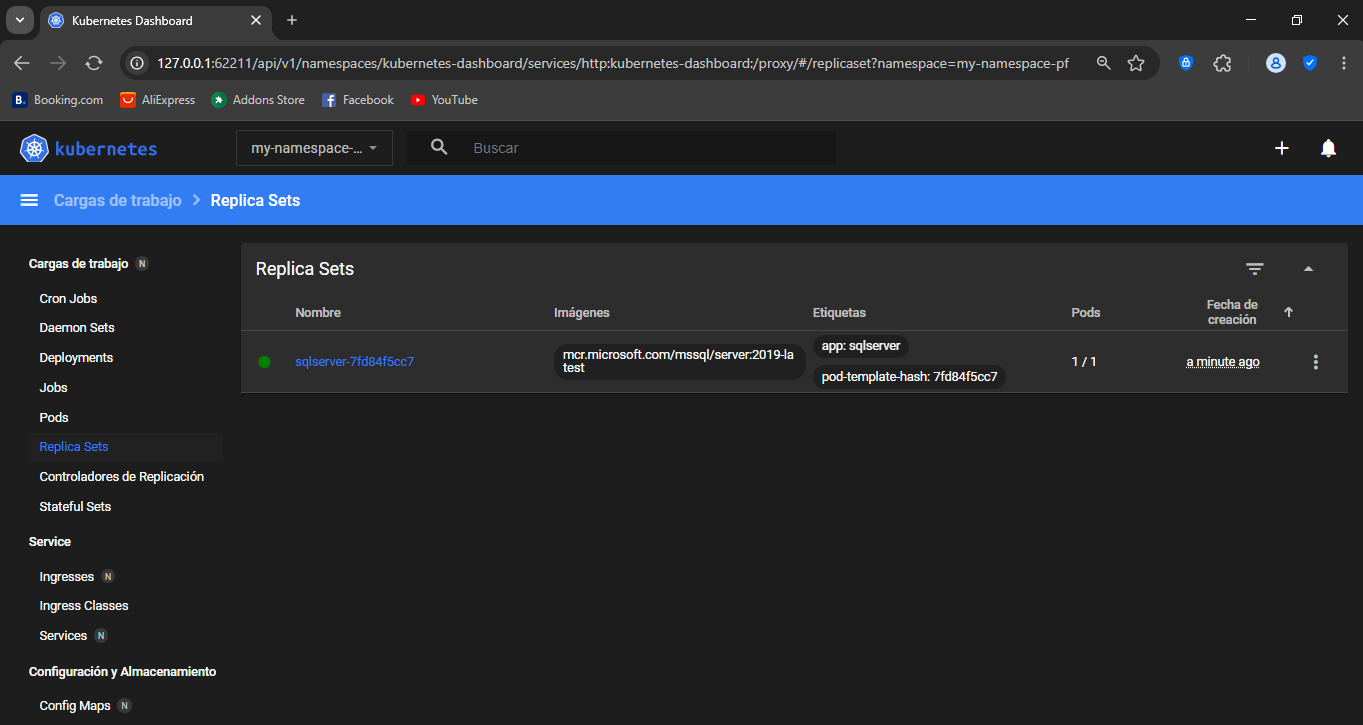 Kubernetes Dashboard
127.0.0.1:62211/api/v1/namespaces/kubernetes-dashboard/services/http:kubernetes-dashboard:/proxy/#/replicaset?namespace=my-namespace-pf
B. Booking.com AliExpress Addons Store Facebook YouTube
kubernetes my-namespace-... Buscar
Cargas de trabajo > Replica Sets
Cargas de trabajo N
Cron Jobs
Daemon Sets
Deployments
Jobs
Pods
Replica Sets
Controladores de Replicación
Stateful Sets
Service
Ingresses N
Ingress Classes
Services N
Configuración y Almacenamiento
Config Maps N
Replica Sets
Nombre Imágenes Etiquetas Pods Fecha de
creación
sqlserver-7fd84f5cc7
mcr.microsoft.com/mssql/server:2019-la
test
app: sqlserver
pod-template-hash: 7fd84f5cc7
1 / 1
a minute ago